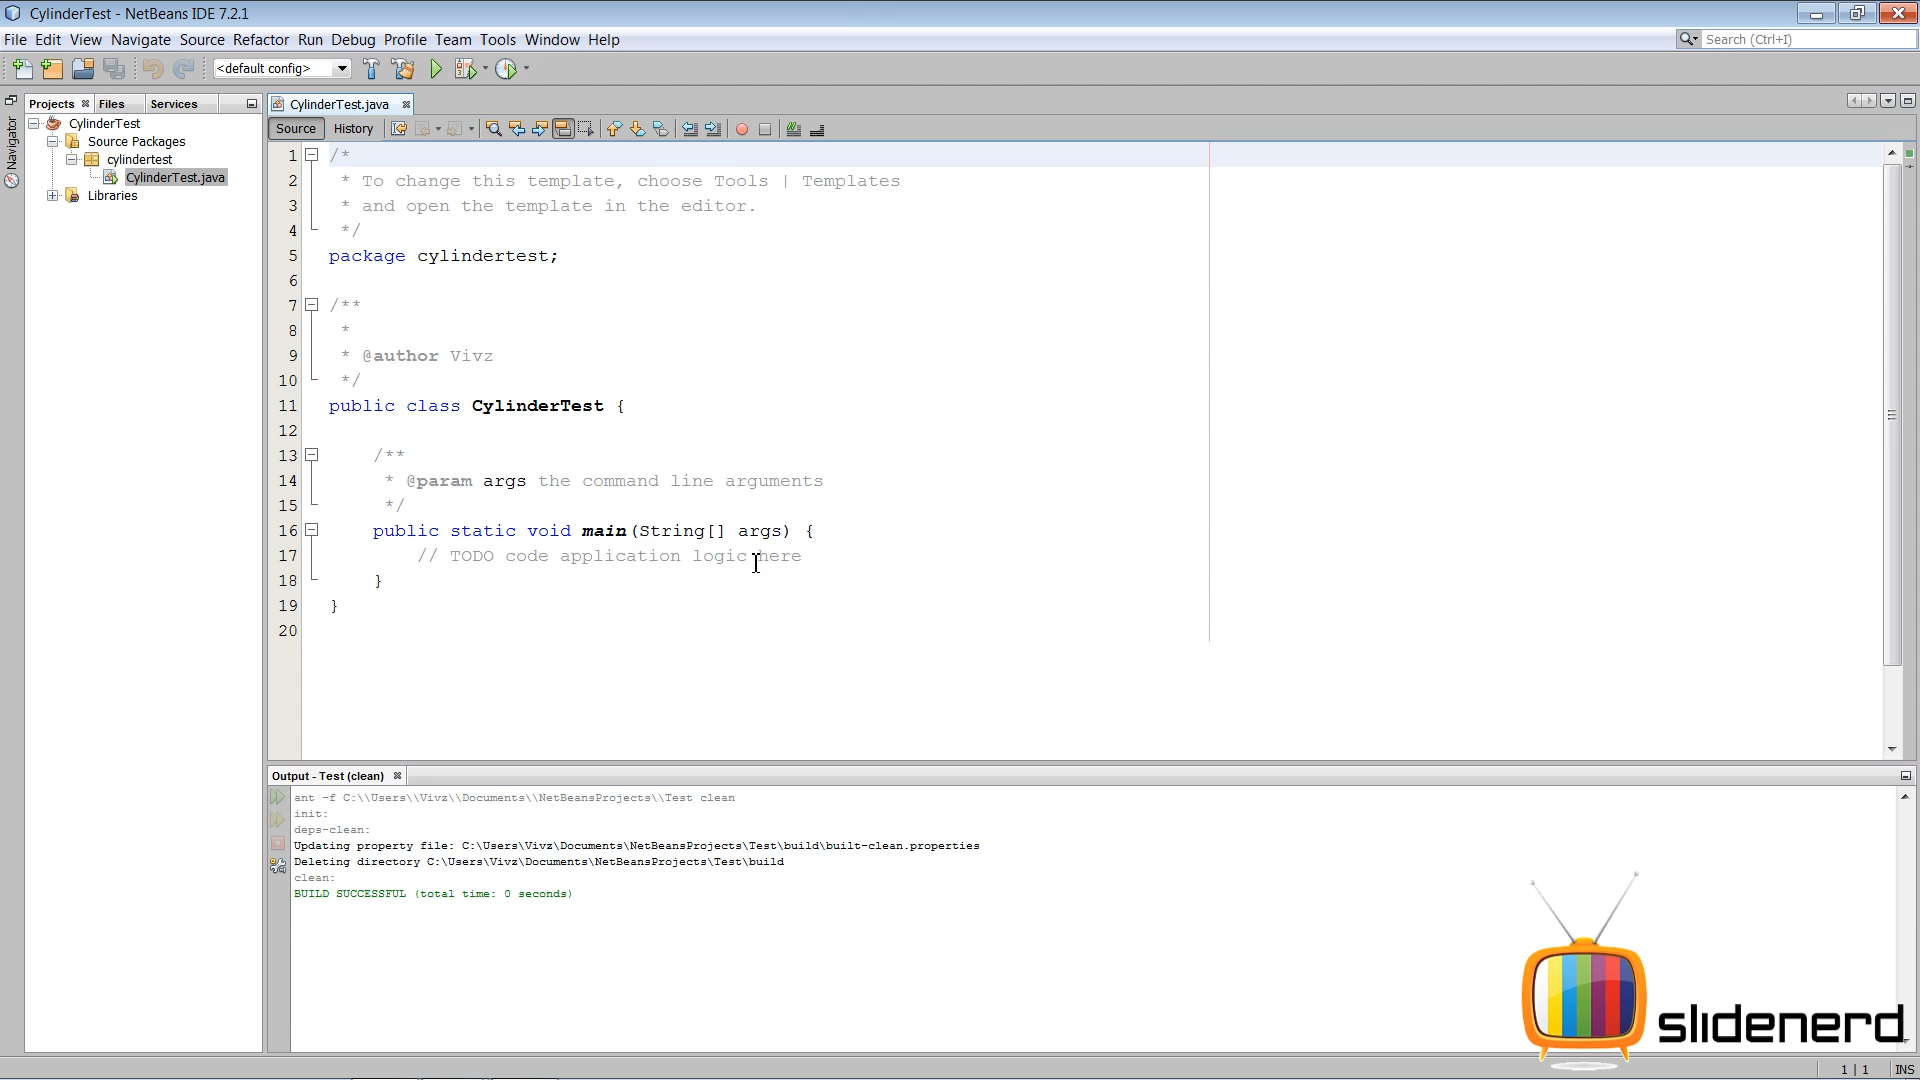 CylinderTest - NetBeans IDE 7.2.1
File Edit View Navigate Source Refactor Run Debug Profile Team Tools Window Help
Search (Ctrl+I)
<default config>
Projects Files Services
CylinderTest.java
Navigator
CylinderTest
Source Packages
cylindertest
CylinderTest.java
Libraries
Source History
1 /*
2 * To change this template, choose Tools | Templates
3 * and open the template in the editor.
4 */
5 package cylindertest;
6
7 /**
8 *
9 * @author Vivz
10 */
11 public class CylinderTest {
12
13 /**
14 * @param args the command line arguments
15 */
16 public static void main(String[] args) {
17 // TODO code application logic here
18 }
19 }
20
Output - Test (clean)
ant -f C:\\Users\\Vivz\\Documents\\NetBeansProjects\\Test clean
init:
deps-clean:
Updating property file: C:\Users\Vivz\Documents\NetBeansProjects\Test\build\built-clean.properties
Deleting directory C:\Users\Vivz\Documents\NetBeansProjects\Test\build
clean:
BUILD SUCCESSFUL (total time: 0 seconds)
slidenerd
1 | 1 INS